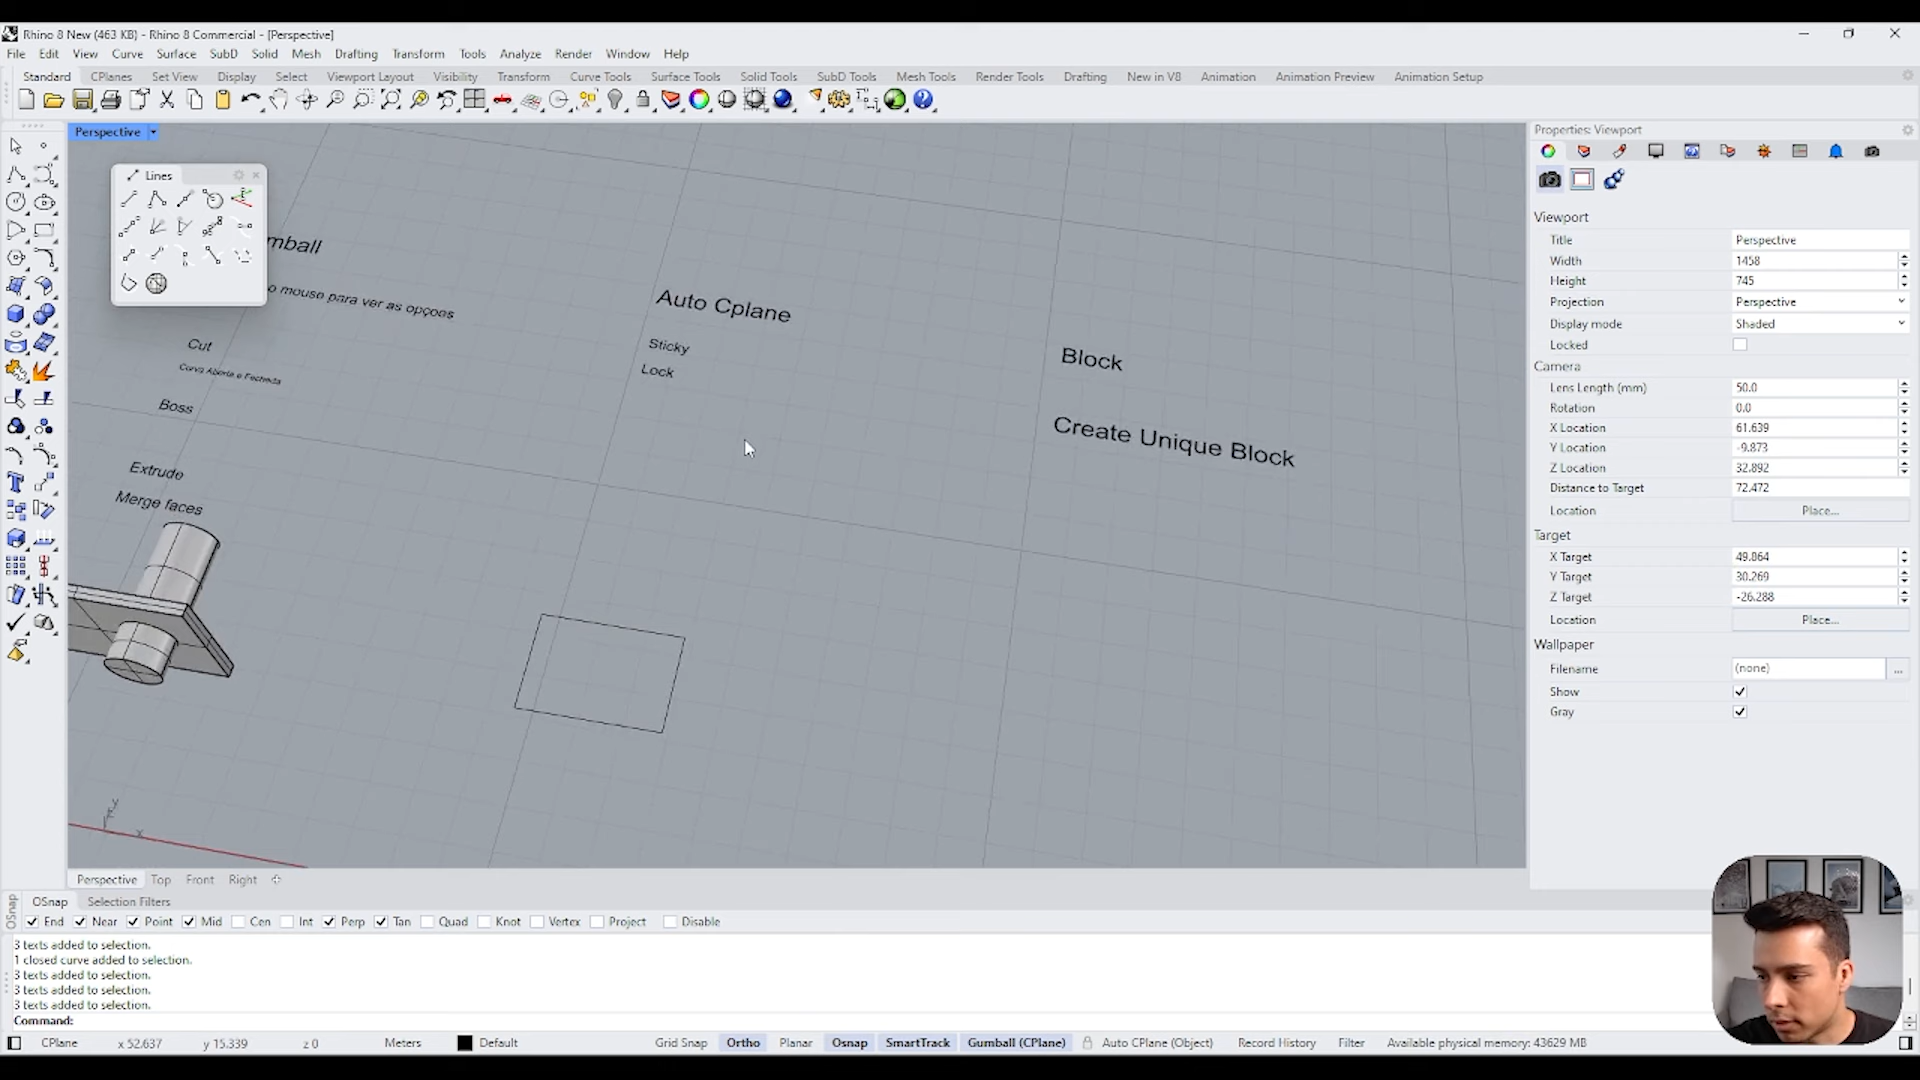 Rhino 8 New (463 KB) - Rhino 8 Commercial - [Perspective]
File Edit View Curve Surface SubD Solid Mesh Drafting Transform Tools Analyze Render Window Help
Standard CPlanes Set View Display Select Viewport Layout Visibility Transform Curve Tools Surface Tools Solid Tools SubD Tools Mesh Tools Render Tools Drafting New in V8 Animation Animation Preview Animation Setup
Perspective
Lines
mball
o mouse para ver as opçoes
Cut
Curva Aberta e Fechada
Boss
Extrude
Merge faces
Auto Cplane
Sticky
Lock
Block
Create Unique Block
y
x
Properties: Viewport
Viewport
Title Perspective
Width 1458
Height 745
Projection Perspective
Display mode Shaded
Locked
Camera
Lens Length (mm) 50.0
Rotation 0.0
X Location 61.639
Y Location -9.873
Z Location 32.892
Distance to Target 72.472
Location Place...
Target
X Target 49.864
Y Target 30.269
Z Target -26.288
Location Place...
Wallpaper
Filename (none) ...
Show
Gray
Perspective Top Front Right
OSnap Selection Filters
OSnap
End Near Point Mid Cen Int Perp Tan Quad Knot Vertex Project Disable
3 texts added to selection.
1 closed curve added to selection.
3 texts added to selection.
3 texts added to selection.
3 texts added to selection.
Command:
CPlane x 52.637 y 15.339 z 0 Meters Default Grid Snap Ortho Planar Osnap SmartTrack Gumball (CPlane) Auto CPlane (Object) Record History Filter Available physical memory: 43629 MB